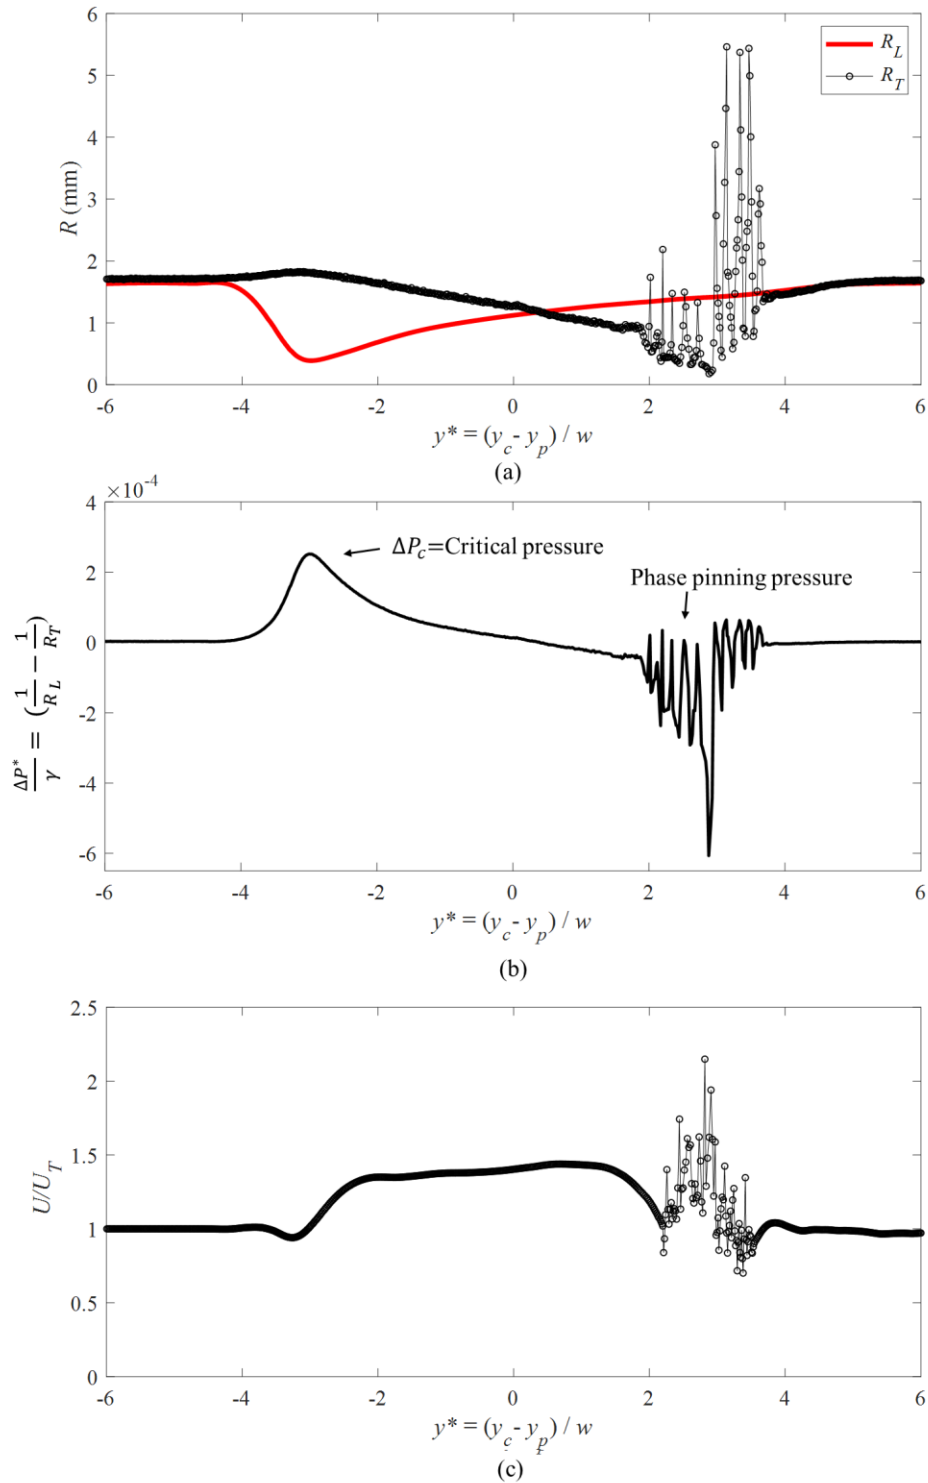 6
5
4
3
2
1
0
R (mm)
R_L
R_T
-6 -4 -2 0 2 4 6
y* = (y_c - y_p) / w
(a)
×10^-4
4
2
0
-2
-4
-6
ΔP*/γ = (1/R_L − 1/R_T)
ΔP_c=Critical pressure
Phase pinning pressure
-6 -4 -2 0 2 4 6
y* = (y_c - y_p) / w
(b)
2.5
2
1.5
1
0.5
0
U/U_T
-6 -4 -2 0 2 4 6
y* = (y_c - y_p) / w
(c)